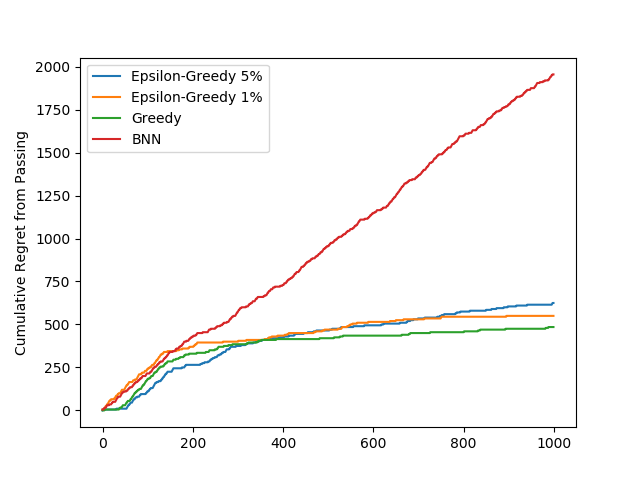 Epsilon-Greedy 5%
Epsilon-Greedy 1%
Greedy
BNN
Cumulative Regret from Passing
2000
1750
1500
1250
1000
750
500
250
0
0 200 400 600 800 1000